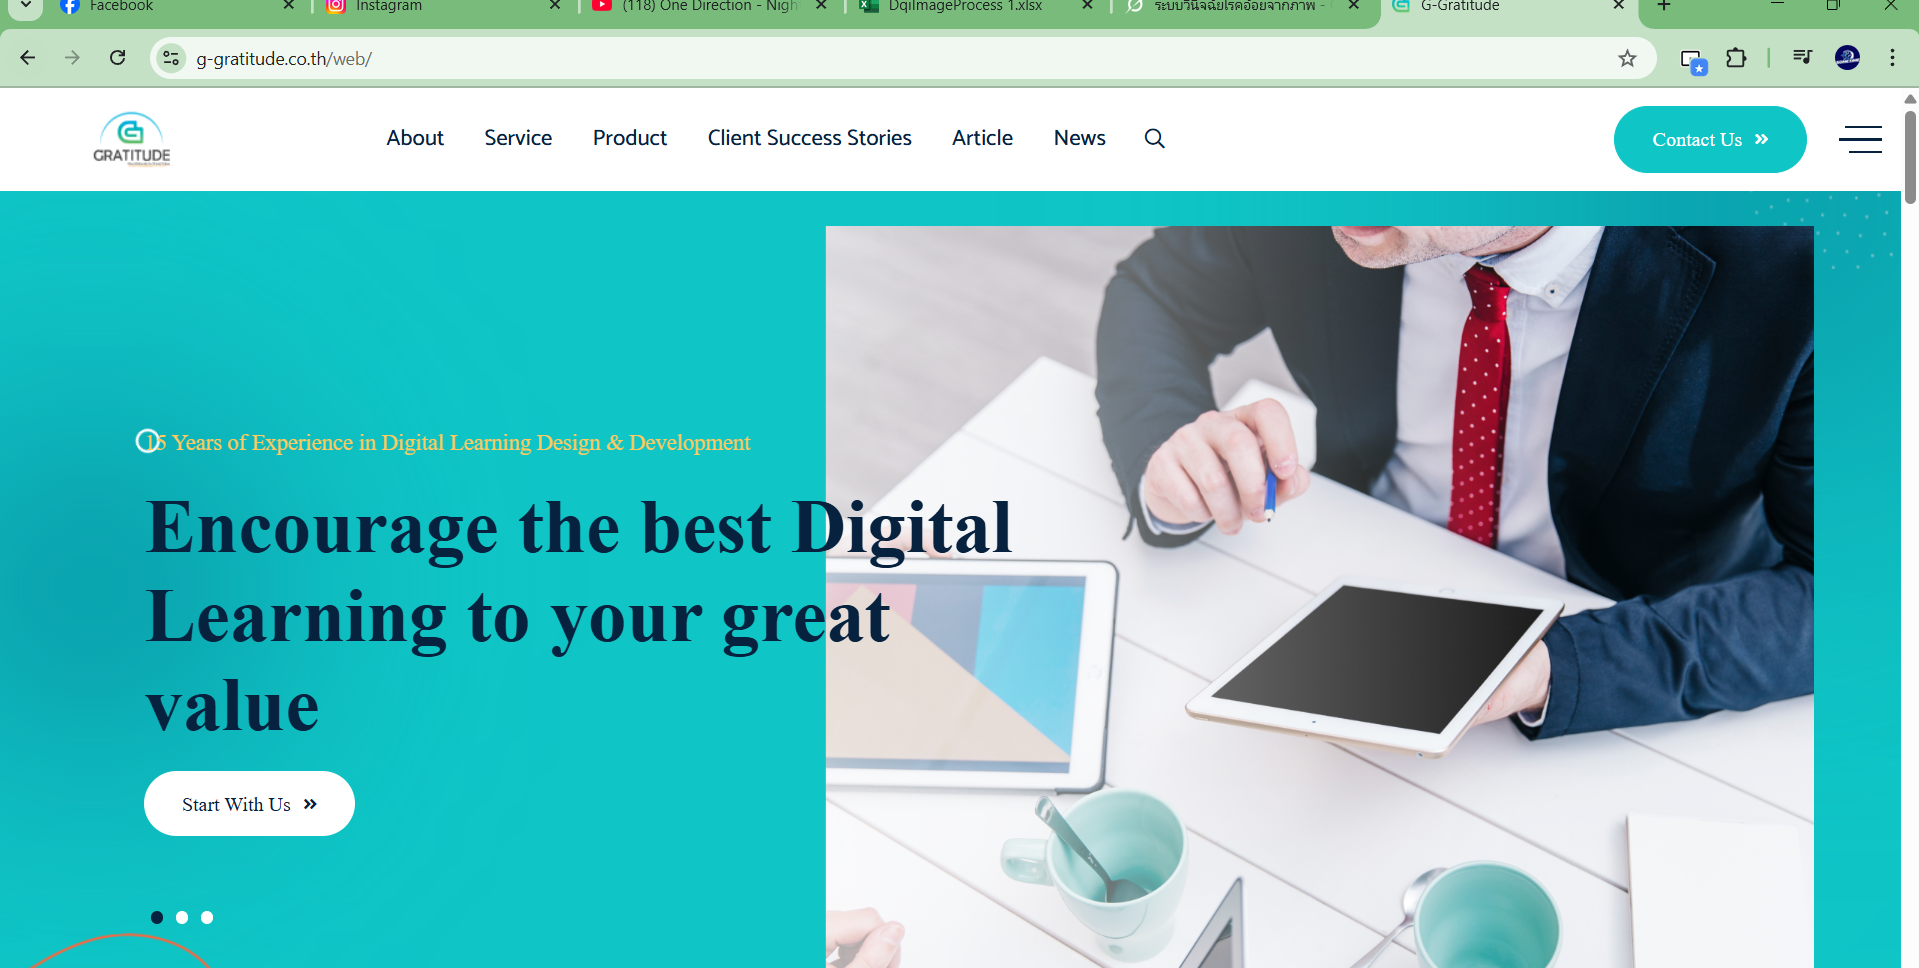 Facebook
Instagram
(118) One Direction - Nigh
DqiImageProcess 1.xlsx
ระบบวินิจฉัยโรคอ้อยจากภาพ -
G-Gratitude
g-gratitude.co.th/web/
GRATITUDE
About
Service
Product
Client Success Stories
Article
News
Contact Us
15 Years of Experience in Digital Learning Design & Development
Encourage the best Digital
Learning to your great
value
Start With Us